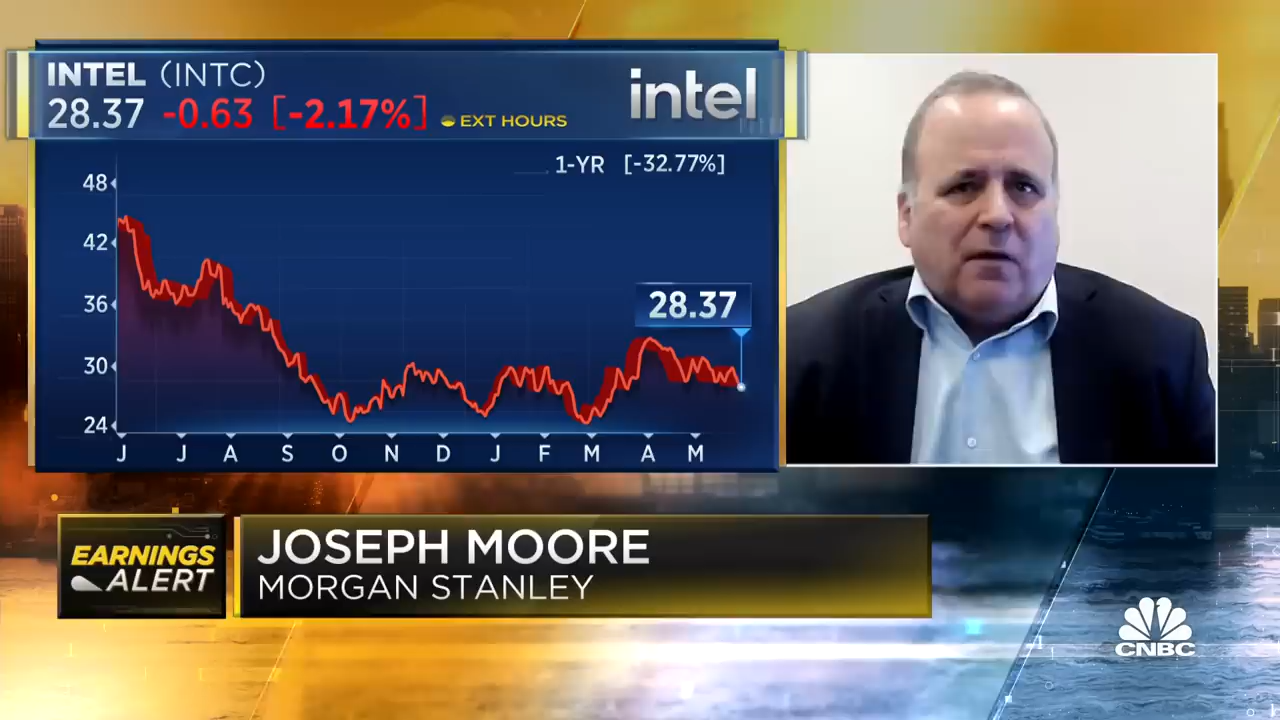 INTEL (INTC)
28.37 -0.63 [-2.17%] EXT HOURS
intel
1-YR [-32.77%]
48
42
36
30
24
28.37
J J A S O N D J F M A M
EARNINGS
ALERT
JOSEPH MOORE
MORGAN STANLEY
CNBC